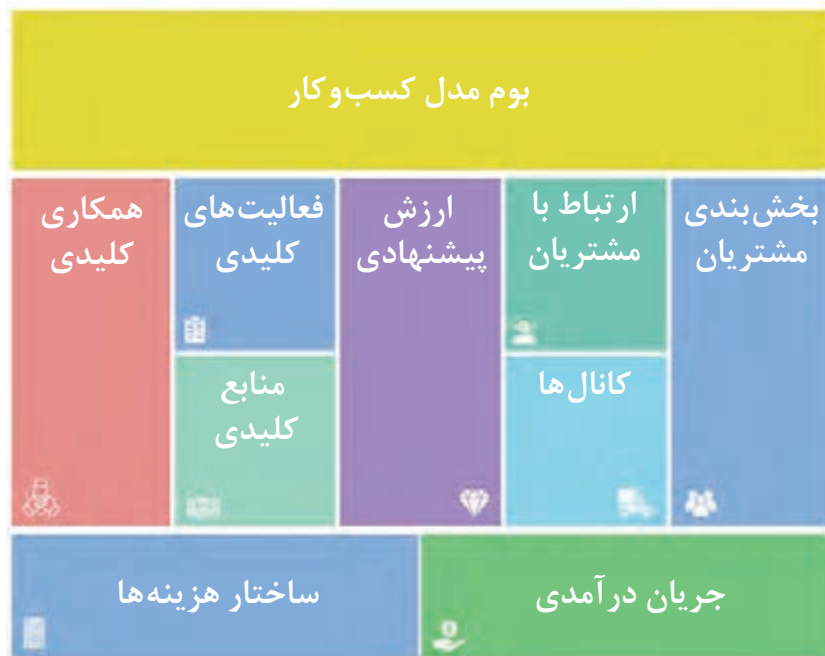 بوم مدل کسب‌وکار
بخش‌بندی
مشتریان
ارتباط با
مشتریان
کانال‌ها
ارزش
پیشنهادی
فعالیت‌های
کلیدی
منابع
کلیدی
همکاری
کلیدی
جریان درآمدی
ساختار هزینه‌ها